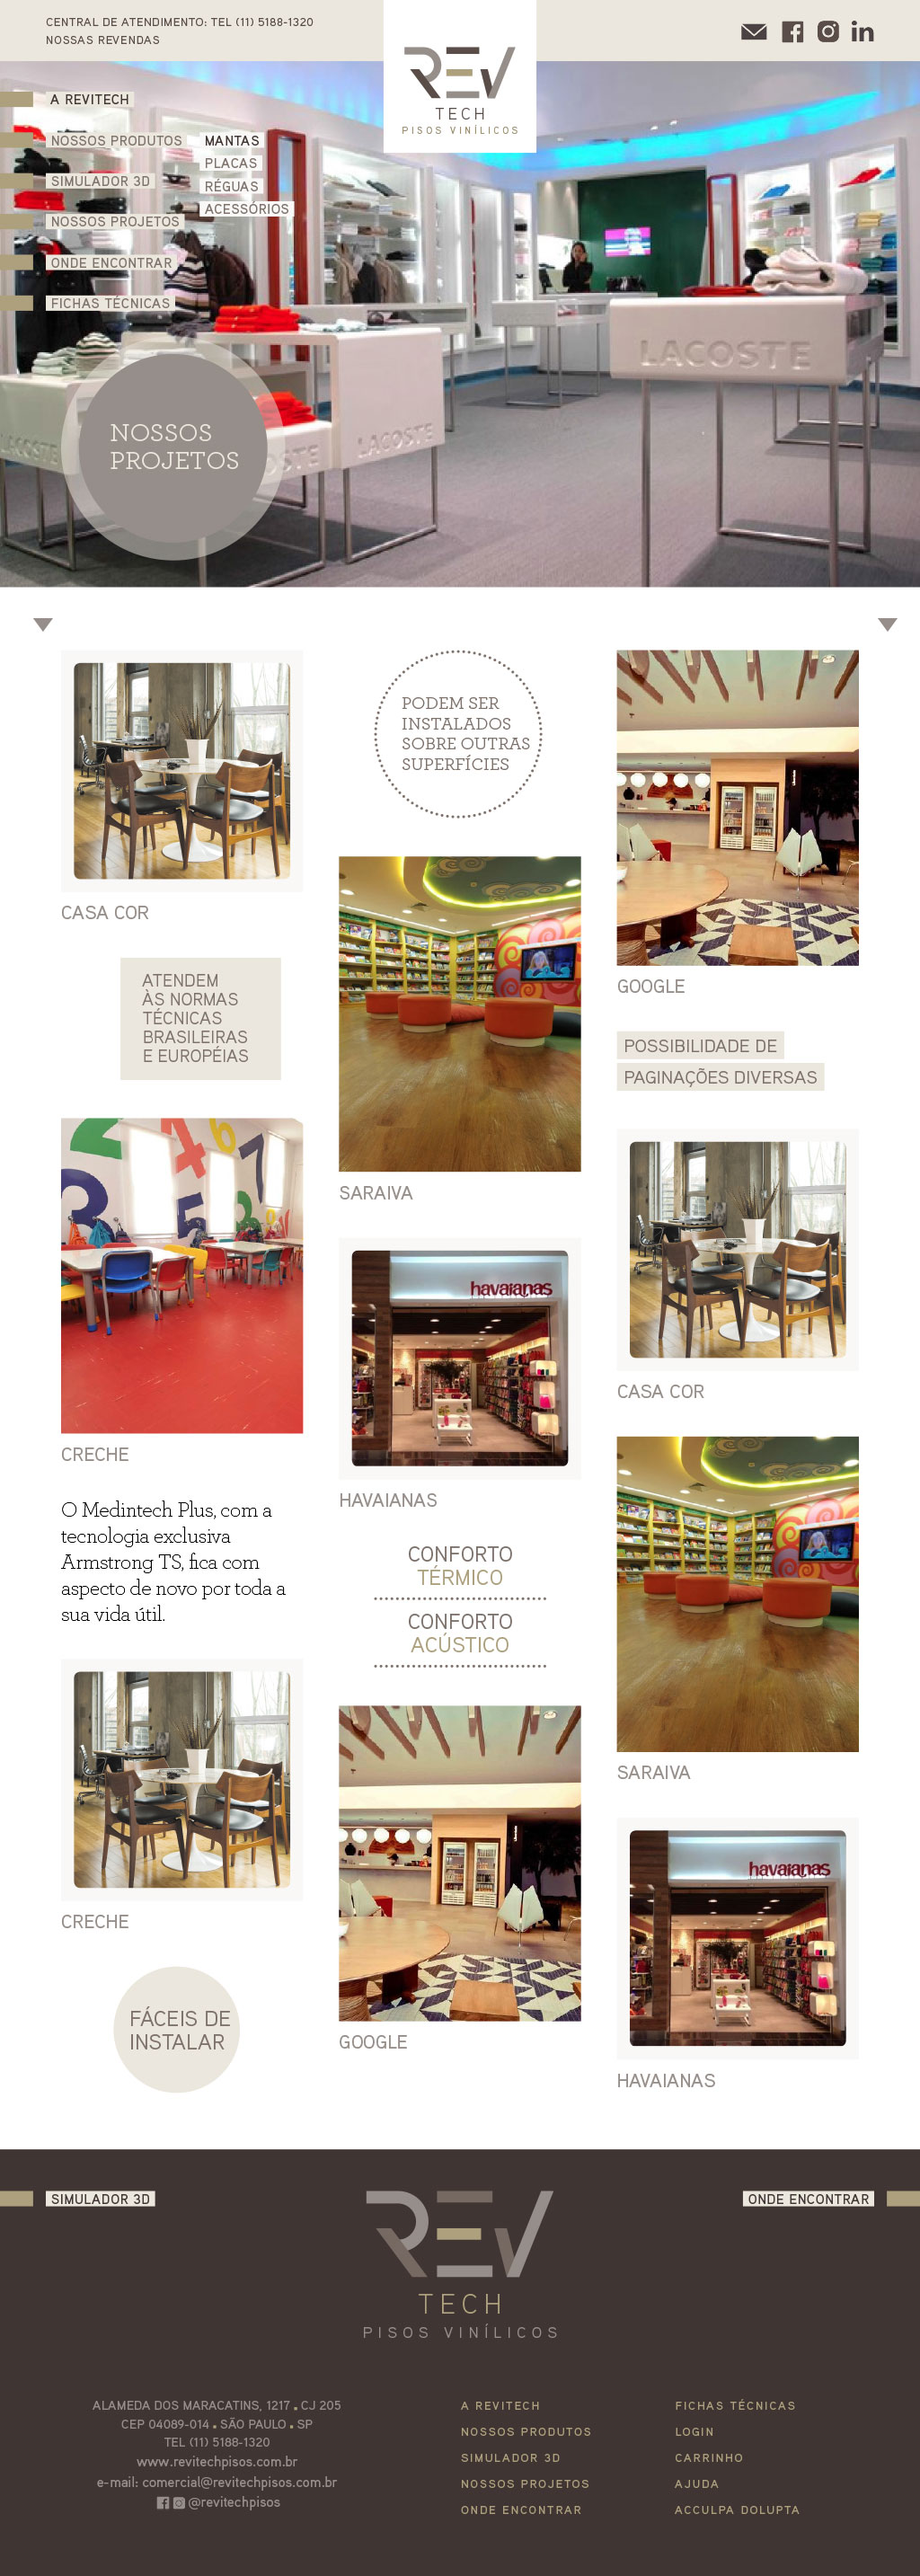 CENTRAL DE ATENDIMENTO: TEL (11) 5188-1320
NOSSAS REVENDAS
REV
TECH
PISOS VINÍLICOS
A REVITECH
NOSSOS PRODUTOS
MANTAS
PLACAS
RÉGUAS
ACESSÓRIOS
SIMULADOR 3D
NOSSOS PROJETOS
ONDE ENCONTRAR
FICHAS TÉCNICAS
LACOSTE
LACOSTE
COSTE
NOSSOS
PROJETOS
CASA COR
ATENDEM
ÀS NORMAS
TÉCNICAS
BRASILEIRAS
E EUROPÉIAS
CRECHE
O Medintech Plus, com a
tecnologia exclusiva
Armstrong TS, fica com
aspecto de novo por toda a
sua vida útil.
CRECHE
FÁCEIS DE
INSTALAR
PODEM SER
INSTALADOS
SOBRE OUTRAS
SUPERFÍCIES
SARAIVA
havaianas
HAVAIANAS
CONFORTO
TÉRMICO
CONFORTO
ACÚSTICO
GOOGLE
GOOGLE
POSSIBILIDADE DE
PAGINAÇÕES DIVERSAS
CASA COR
SARAIVA
havaianas
HAVAIANAS
SIMULADOR 3D
ONDE ENCONTRAR
REV
TECH
PISOS VINÍLICOS
ALAMEDA DOS MARACATINS, 1217 ▪ CJ 205
CEP 04089-014 ▪ SÃO PAULO ▪ SP
TEL (11) 5188-1320
www.revitechpisos.com.br
e-mail: comercial@revitechpisos.com.br
@revitechpisos
A REVITECH
NOSSOS PRODUTOS
SIMULADOR 3D
NOSSOS PROJETOS
ONDE ENCONTRAR
FICHAS TÉCNICAS
LOGIN
CARRINHO
AJUDA
ACCULPA DOLUPTA